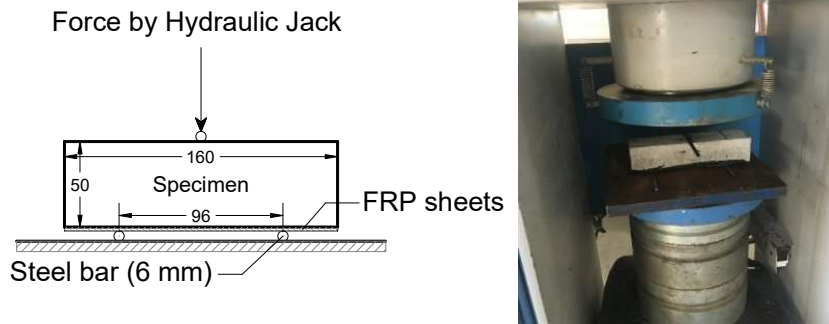 Force by Hydraulic Jack
160
50
Specimen
96
FRP sheets
Steel bar (6 mm)